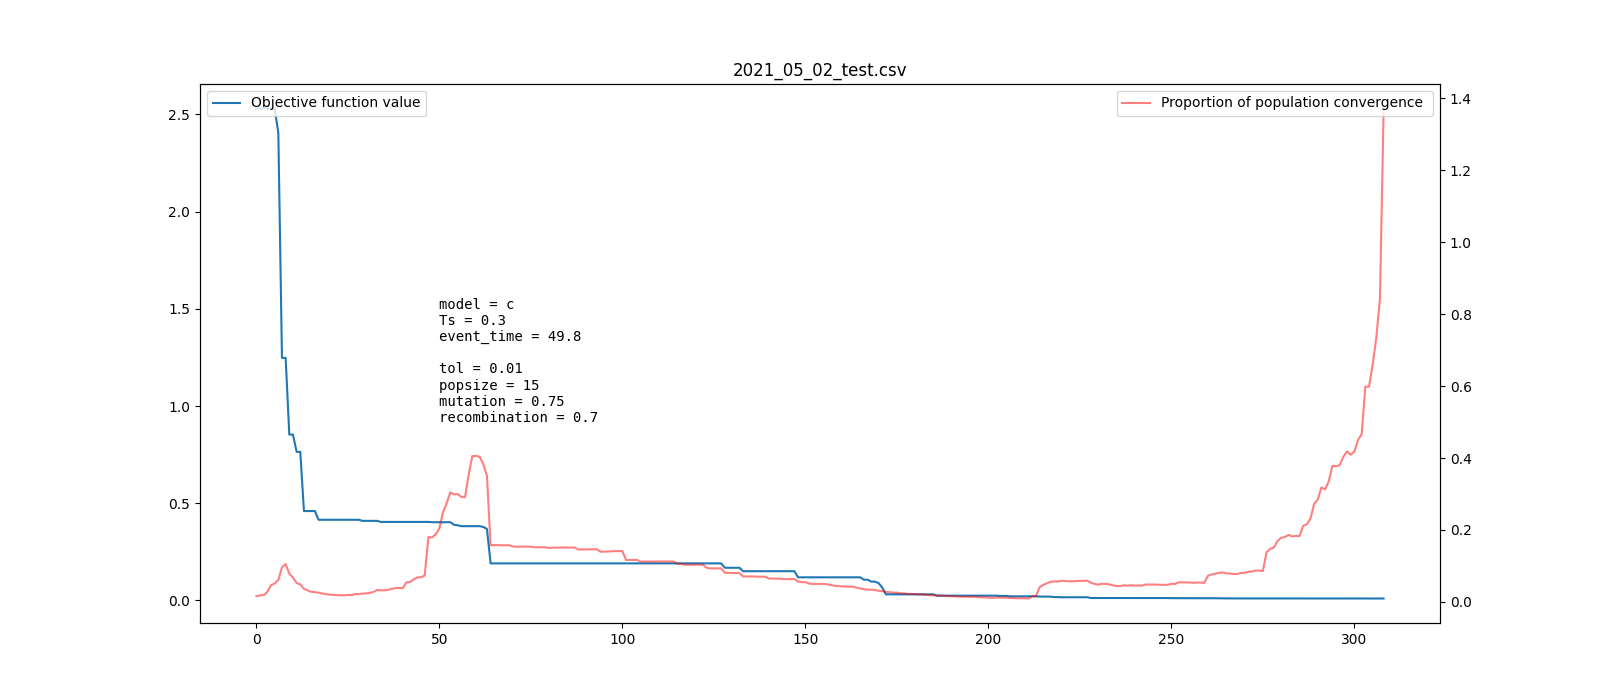 2021_05_02_test.csv
Objective function value
Proportion of population convergence
2.5
2.0
1.5
1.0
0.5
0.0
model = c
Ts = 0.3
event_time = 49.8
tol = 0.01
popsize = 15
mutation = 0.75
recombination = 0.7
1.4
1.2
1.0
0.8
0.6
0.4
0.2
0.0
0 50 100 150 200 250 300